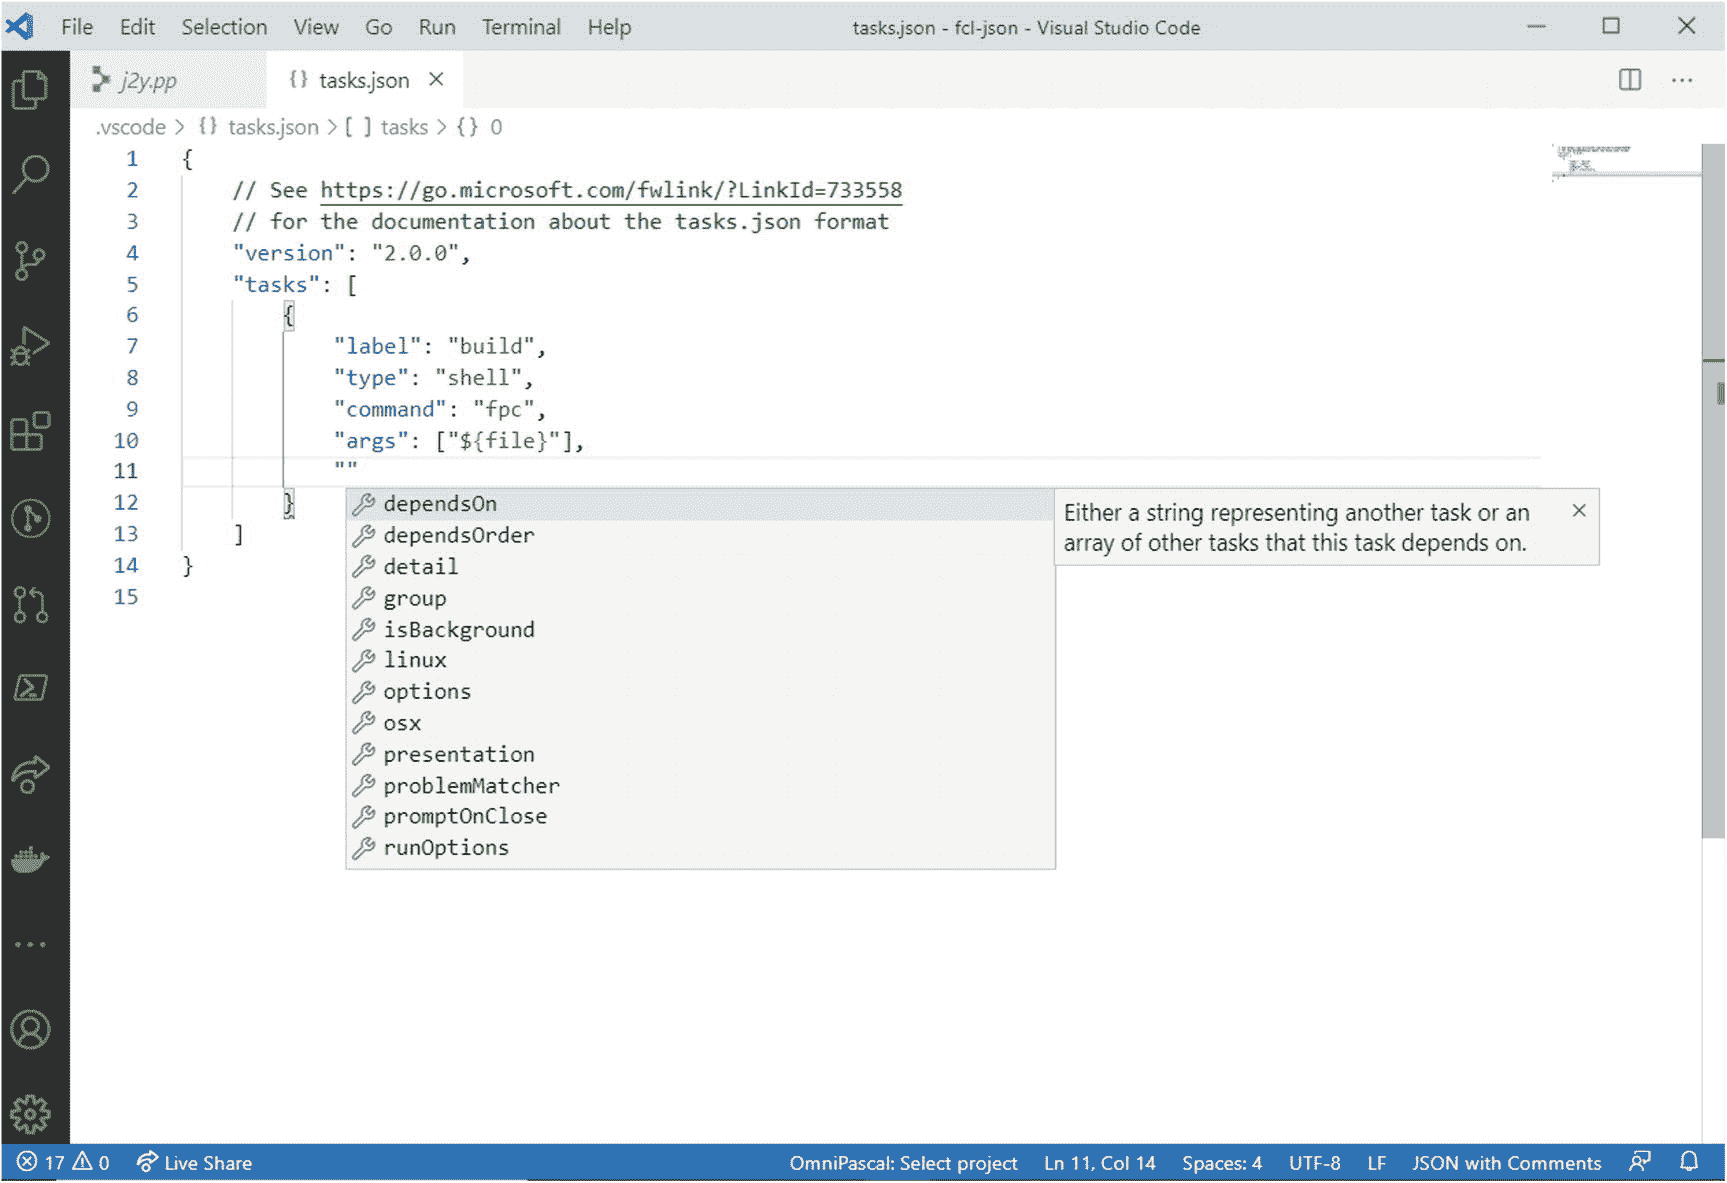 File Edit Selection View Go Run Terminal Help tasks.json - fcl-json - Visual Studio Code
j2y.pp {} tasks.json
.vscode > {} tasks.json > [ ] tasks > {} 0
1 {
2 // See https://go.microsoft.com/fwlink/?LinkId=733558
3 // for the documentation about the tasks.json format
4 "version": "2.0.0",
5 "tasks": [
6 {
7 "label": "build",
8 "type": "shell",
9 "command": "fpc",
10 "args": ["${file}"],
11 ""
12 }
13 ]
14 }
15
dependsOn
dependsOrder
detail
group
isBackground
linux
options
osx
presentation
problemMatcher
promptOnClose
runOptions
Either a string representing another task or an
array of other tasks that this task depends on.
17 0 Live Share OmniPascal: Select project Ln 11, Col 14 Spaces: 4 UTF-8 LF JSON with Comments